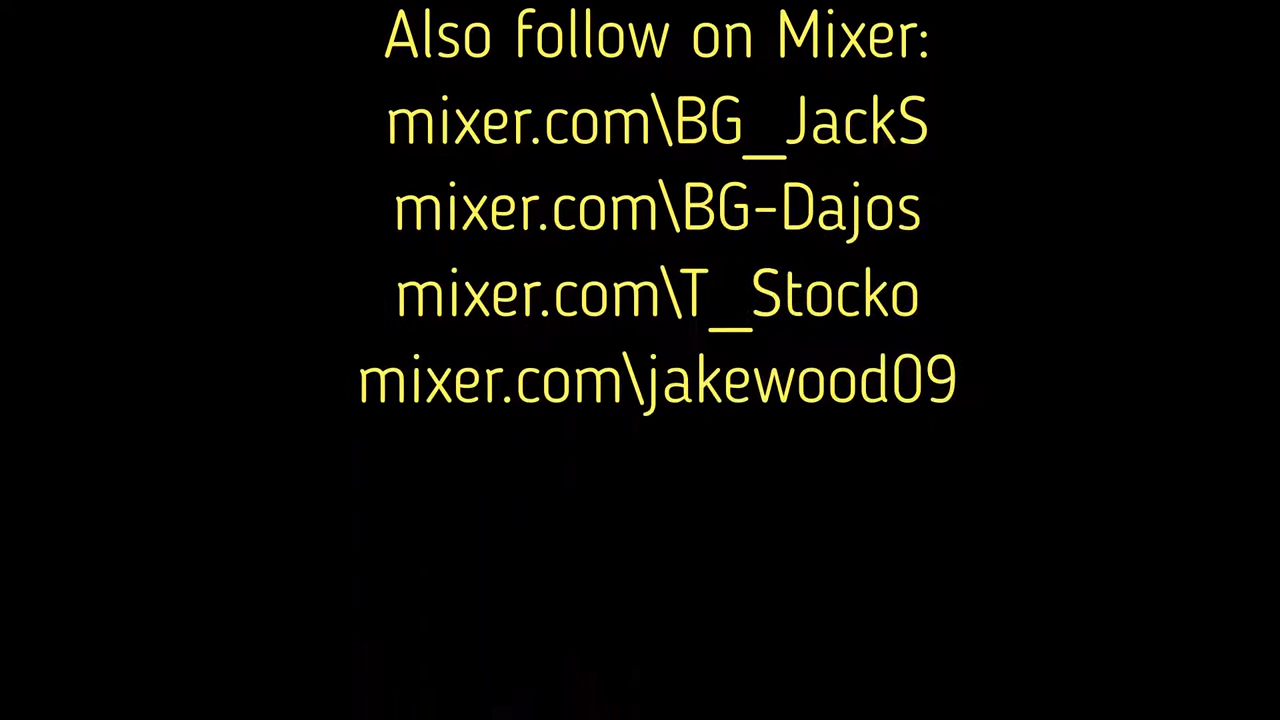 Also follow on Mixer:
mixer.com\BG_JackS
mixer.com\BG-Dajos
mixer.com\T_Stocko
mixer.com\jakewood09